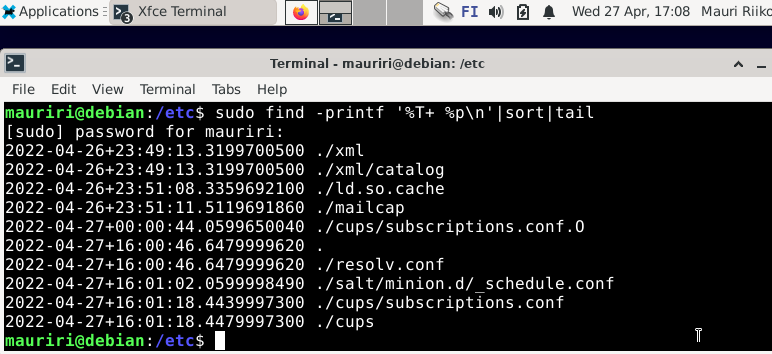 Applications
3
Xfce Terminal
FI
Wed 27 Apr, 17:08
Mauri Riiko
Terminal - mauriri@debian: /etc
File Edit View Terminal Tabs Help
mauriri@debian:/etc$ sudo find -printf '%T+ %p\n'|sort|tail
[sudo] password for mauriri:
2022-04-26+23:49:13.3199700500 ./xml
2022-04-26+23:49:13.3199700500 ./xml/catalog
2022-04-26+23:51:08.3359692100 ./ld.so.cache
2022-04-26+23:51:11.5119691860 ./mailcap
2022-04-27+00:00:44.0599650040 ./cups/subscriptions.conf.O
2022-04-27+16:00:46.6479999620 .
2022-04-27+16:00:46.6479999620 ./resolv.conf
2022-04-27+16:01:02.0599998490 ./salt/minion.d/_schedule.conf
2022-04-27+16:01:18.4439997300 ./cups/subscriptions.conf
2022-04-27+16:01:18.4479997300 ./cups
mauriri@debian:/etc$